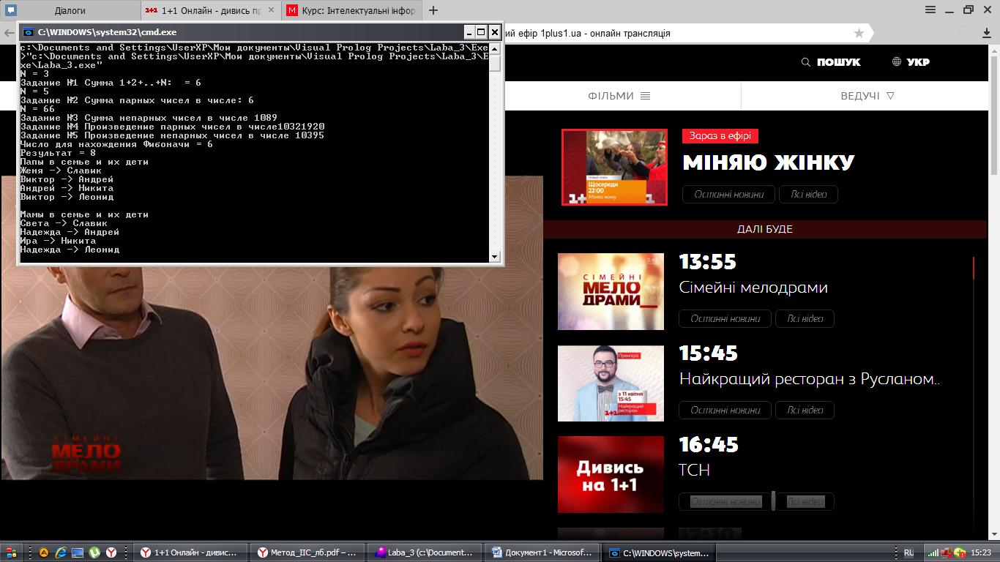 Діалоги
1+1 Онлайн - дивись пр
Курс: Інтелектуальні інфор
C:\WINDOWS\system32\cmd.exe
ий ефір 1plus1.ua - онлайн трансляція
c:\Documents and Settings\UserXP\Мои документы\Visual Prolog Projects\Laba_3\Exe
>"c:\Documents and Settings\UserXP\Мои документы\Visual Prolog Projects\Laba_3\E
xe\Laba_3.exe"
N = 3
Задание №1 Сумма 1+2+..+N:  = 6
N = 5
Задание №2 Сумма парных чисел в числе: 6
N = 66
Задание №3 Сумма непарных чисел в числе 1089
Задание №4 Произведение парных чисел в числе10321920
Задание №5 Произведение непарных чисел в числе 10395
Число для нахождения Фибоначи = 6
Результат = 8
Папы в семье и их дети
Женя -> Славик
Виктор -> Андрей
Андрей -> Никита
Виктор -> Леонид
Мамы в семье и их дети
Света -> Славик
Надежда -> Андрей
Ира -> Никита
Надежда -> Леонид
ПОШУК
УКР
ФІЛЬМИ
ВЕДУЧІ
Новий сезон
Щосереди
22:00
Міняю жінку
1+1
Зараз в ефірі
МІНЯЮ ЖІНКУ
Останні новини
Всі відео
ДАЛІ БУДЕ
СІМЕЙНІ
МЕЛО
ДРАМИ
13:55
Сімейні мелодрами
Останні новини
Всі відео
Прем'єра
з 11 квітня
15:45
Найкращий
ресторан
1+1
15:45
Найкращий ресторан з Русланом..
Останні новини
Всі відео
Дивись
на 1+1
16:45
ТСН
Останні новини
Всі відео
17:10
СІМЕЙНІ
МЕЛО
ДРАМИ
1+1 Онлайн - дивис...
Метод_ІІС_лб.pdf – ...
Laba_3 (c:\Document...
Документ1 - Microsof...
C:\WINDOWS\system...
RU
15:23